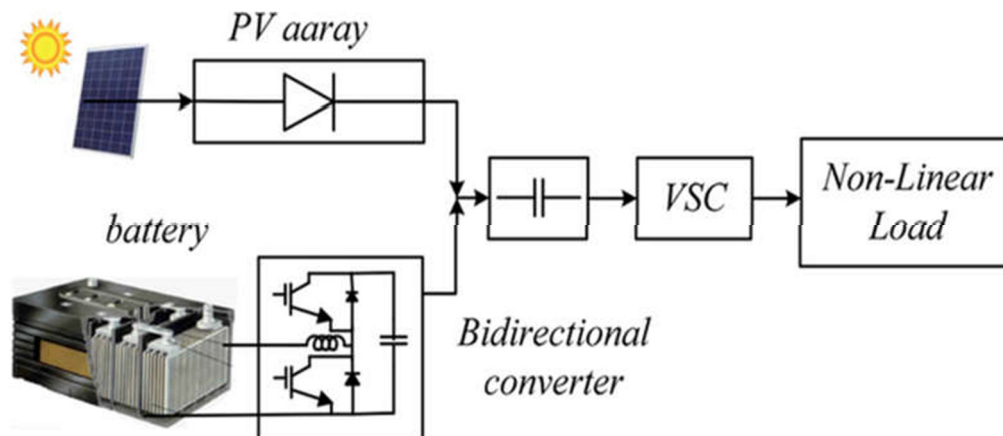 PV aaray
battery
VSC
Non-Linear
Load
Bidirectional
converter